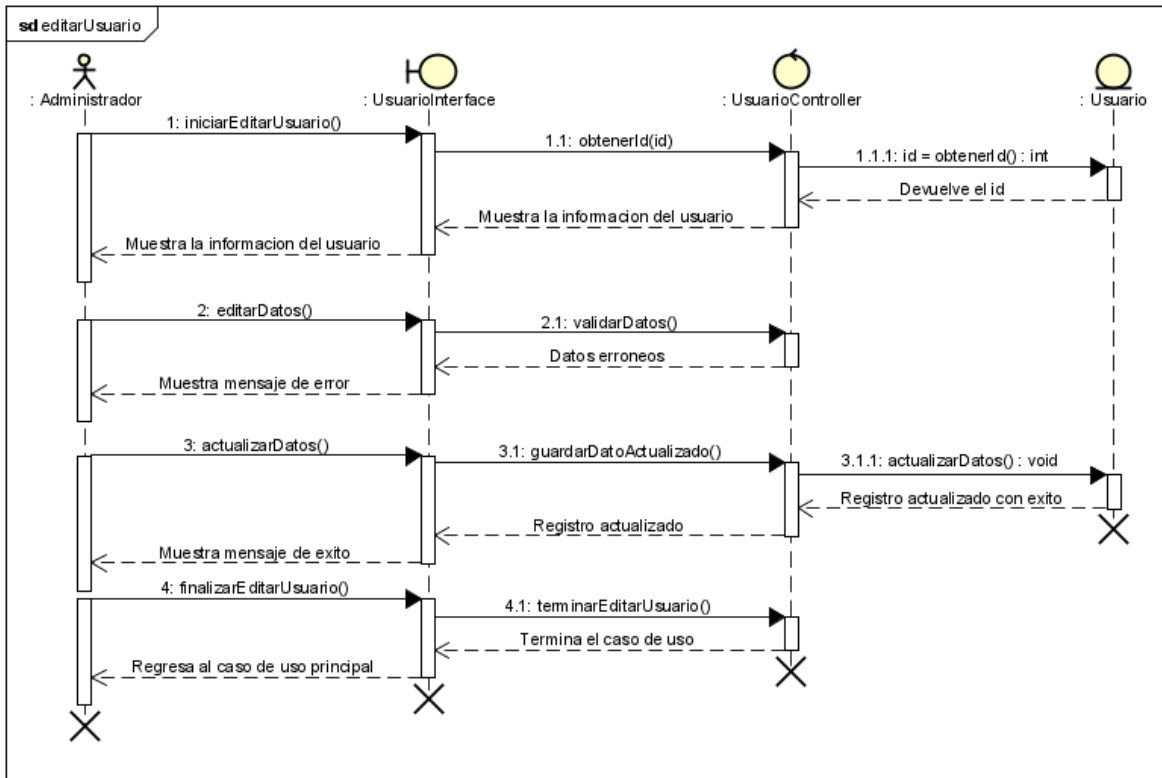 sd editarUsuario
: Administrador
: UsuarioInterface
: UsuarioController
: Usuario
1: iniciarEditarUsuario()
1.1: obtenerId(id)
1.1.1: id = obtenerId() : int
Devuelve el id
Muestra la informacion del usuario
Muestra la informacion del usuario
2: editarDatos()
2.1: validarDatos()
Datos erroneos
Muestra mensaje de error
3: actualizarDatos()
3.1: guardarDatoActualizado()
3.1.1: actualizarDatos() : void
Registro actualizado con exito
Registro actualizado
Muestra mensaje de exito
4: finalizarEditarUsuario()
4.1: terminarEditarUsuario()
Termina el caso de uso
Regresa al caso de uso principal